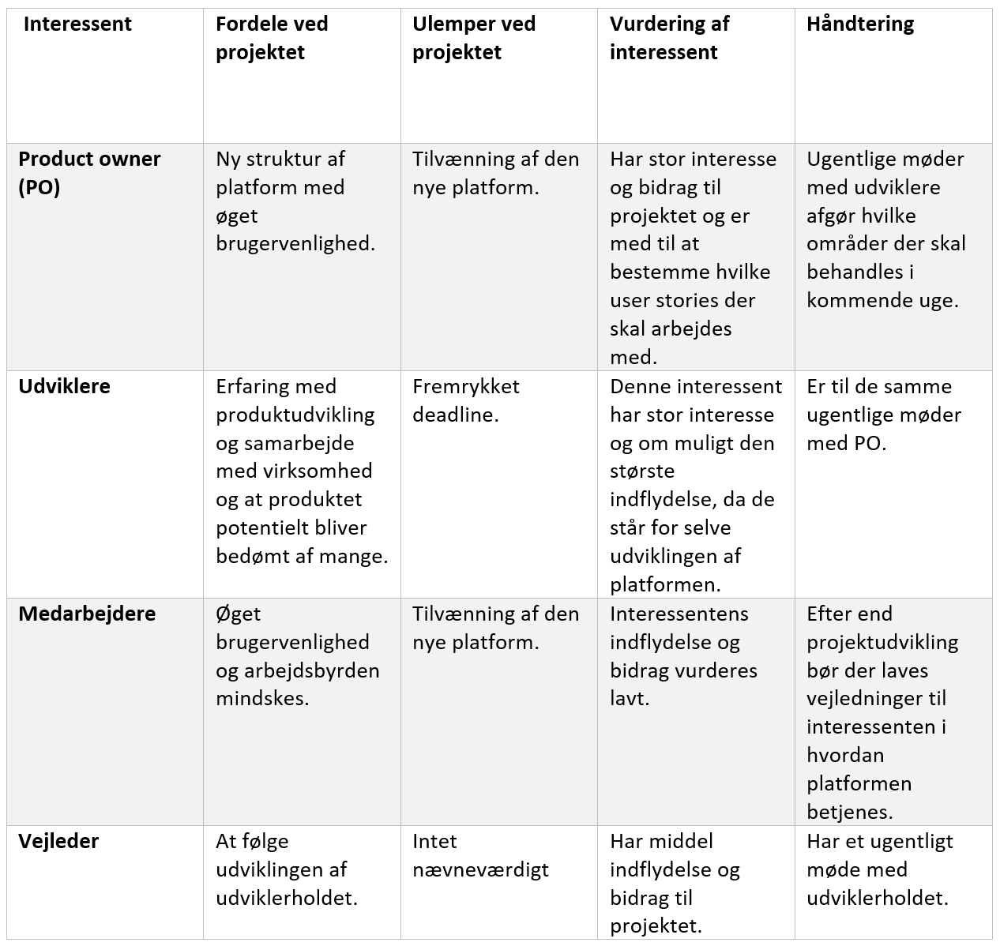 Interessent
Fordele ved
projektet
Ulemper ved
projektet
Vurdering af
interessent
Håndtering
Product owner
(PO)
Ny struktur af
platform med
øget
brugervenlighed.
Tilvænning af den
nye platform.
Har stor interesse
og bidrag til
projektet og er
med til at
bestemme hvilke
user stories der
skal arbejdes
med.
Ugentlige møder
med udviklere
afgør hvilke
områder der skal
behandles i
kommende uge.
Udviklere
Erfaring med
produktudvikling
og samarbejde
med virksomhed
og at produktet
potentielt bliver
bedømt af mange.
Fremrykket
deadline.
Denne interessent
har stor interesse
og om muligt den
største
indflydelse, da de
står for selve
udviklingen af
platformen.
Er til de samme
ugentlige møder
med PO.
Medarbejdere
Øget
brugervenlighed
og arbejdsbyrden
mindskes.
Tilvænning af den
nye platform.
Interessentens
indflydelse og
bidrag vurderes
lavt.
Efter end
projektudvikling
bør der laves
vejledninger til
interessenten i
hvordan
platformen
betjenes.
Vejleder
At følge
udviklingen af
udviklerholdet.
Intet
nævneværdigt
Har middel
indflydelse og
bidrag til
projektet.
Har et ugentligt
møde med
udviklerholdet.